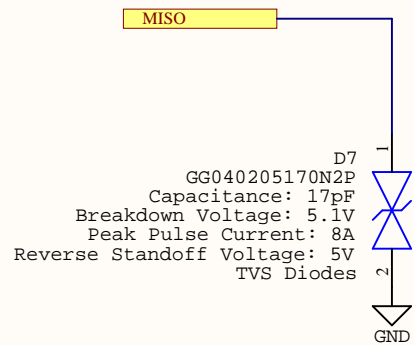 MISO
1
D7
GG040205170N2P
Capacitance: 17pF
Breakdown Voltage: 5.1V
Peak Pulse Current: 8A
Reverse Standoff Voltage: 5V
TVS Diodes
2
GND